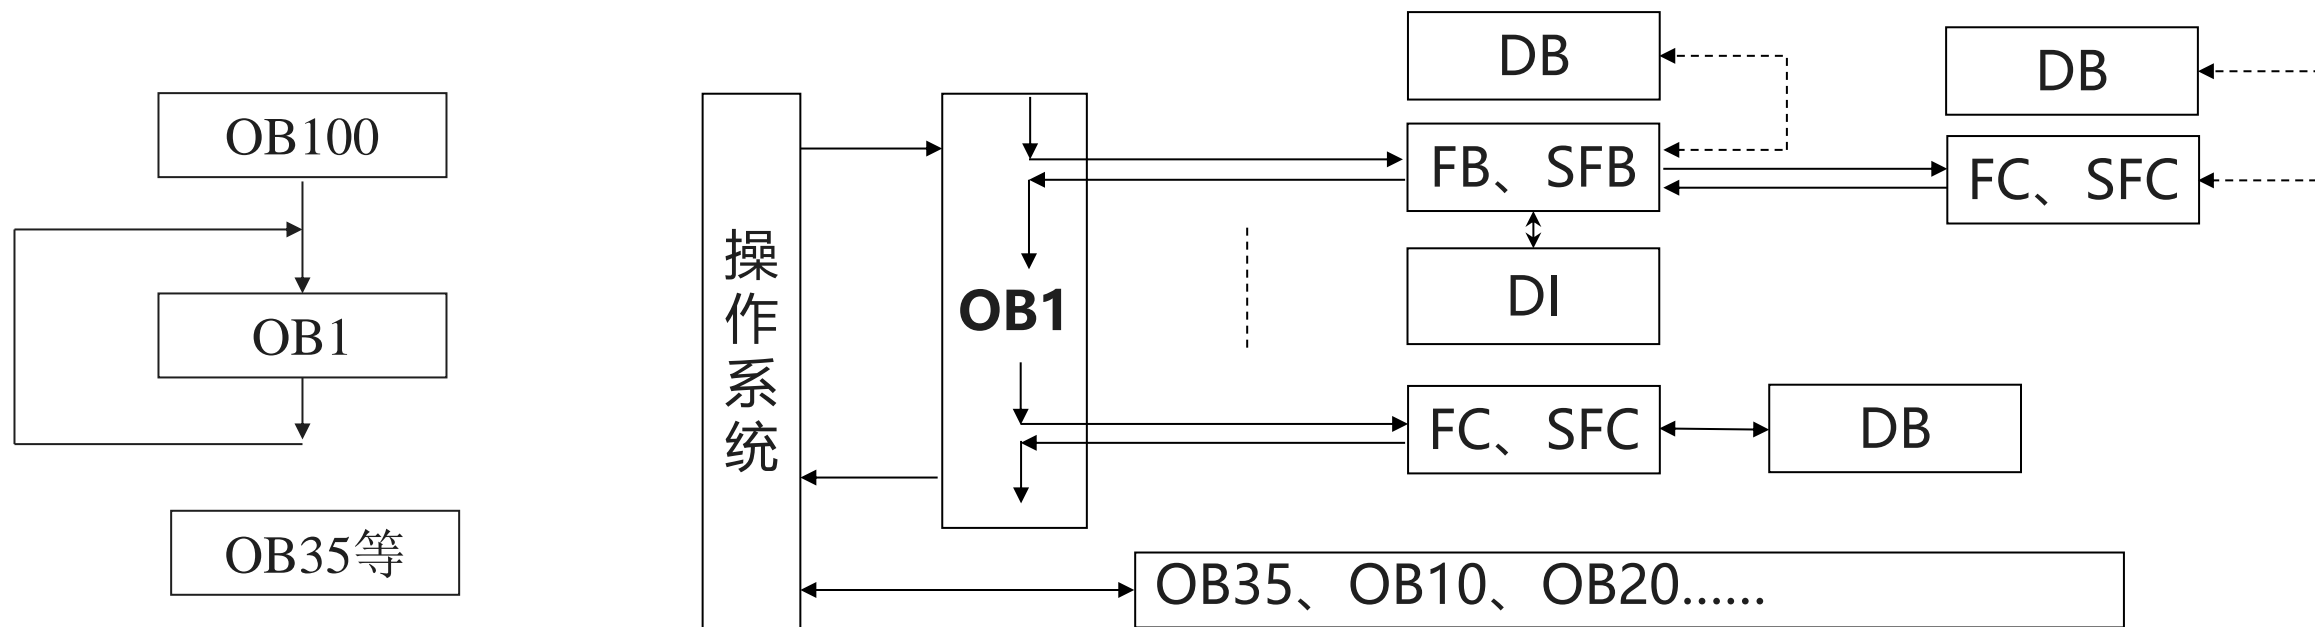 OB100
OB1
OB35等
操作系统
OB1
DB
FB、SFB
DI
DB
FC、SFC
FC、SFC
DB
OB35、OB10、OB20……